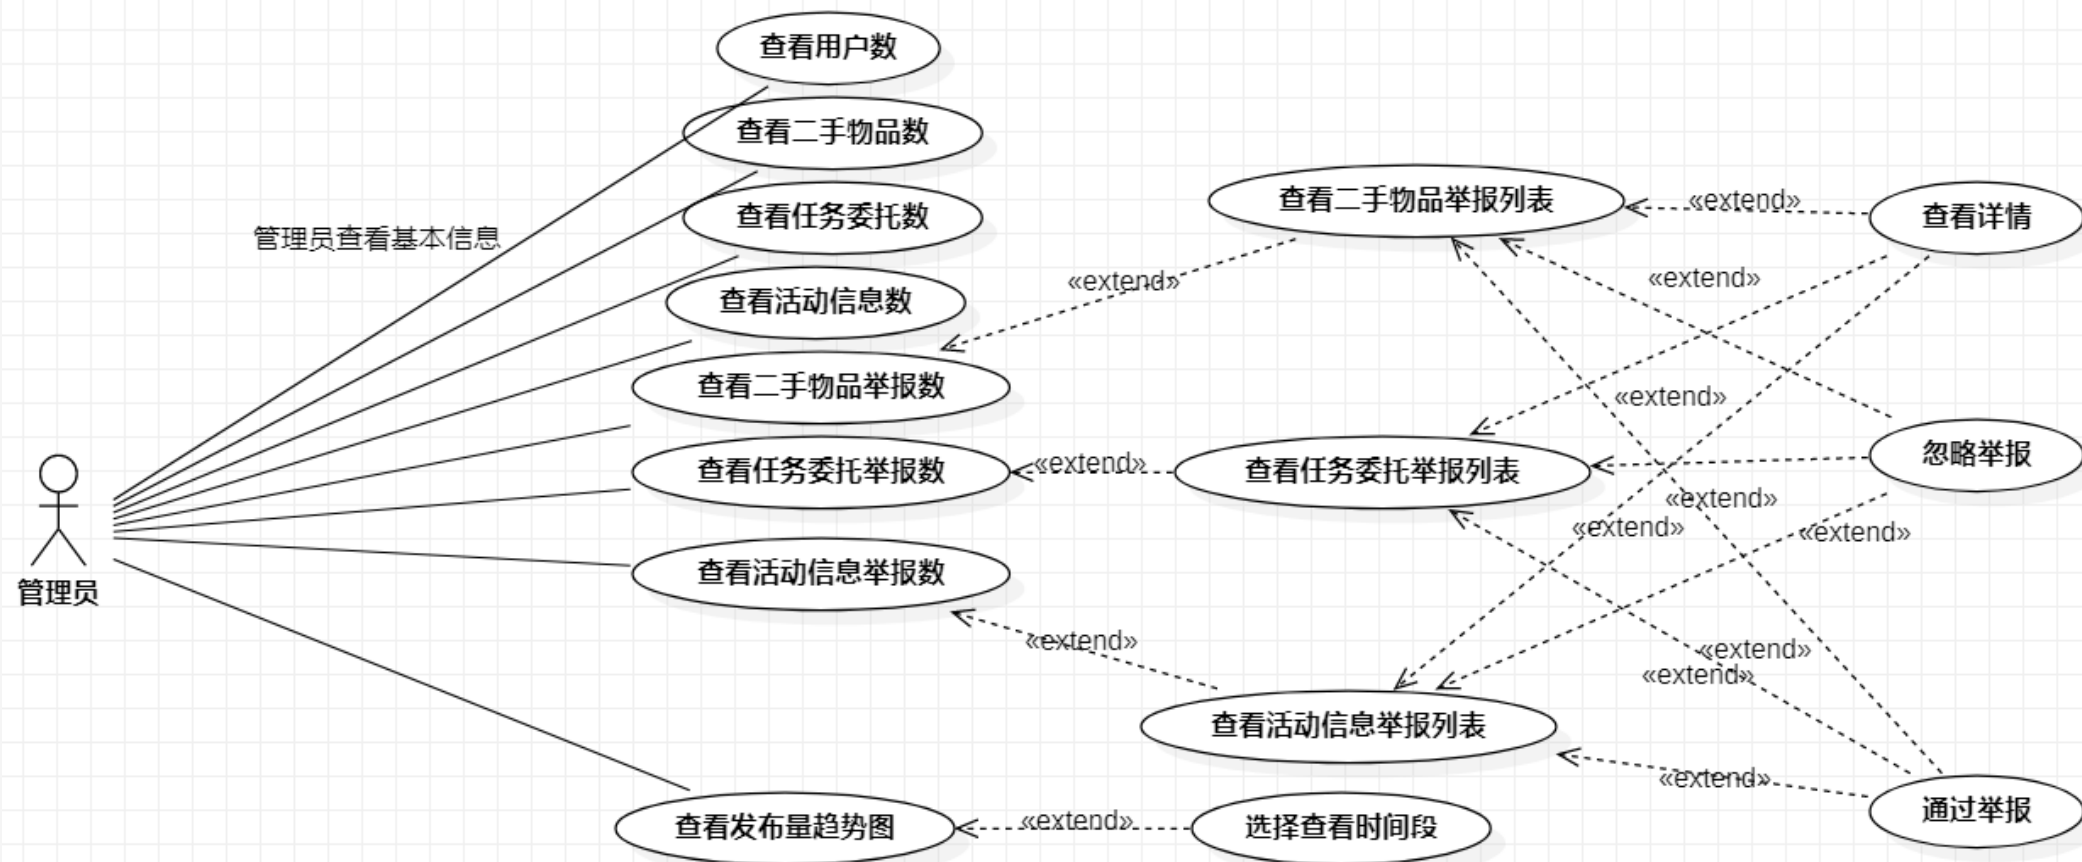 查看用户数
查看二手物品数
查看任务委托数
管理员查看基本信息
查看活动信息数
查看二手物品举报数
查看任务委托举报数
查看活动信息举报数
管理员
查看发布量趋势图
«extend»
«extend»
«extend»
«extend»
查看二手物品举报列表
查看任务委托举报列表
查看活动信息举报列表
选择查看时间段
«extend»
«extend»
«extend»
«extend»
«extend»
«extend»
«extend»
«extend»
«extend»
查看详情
忽略举报
通过举报